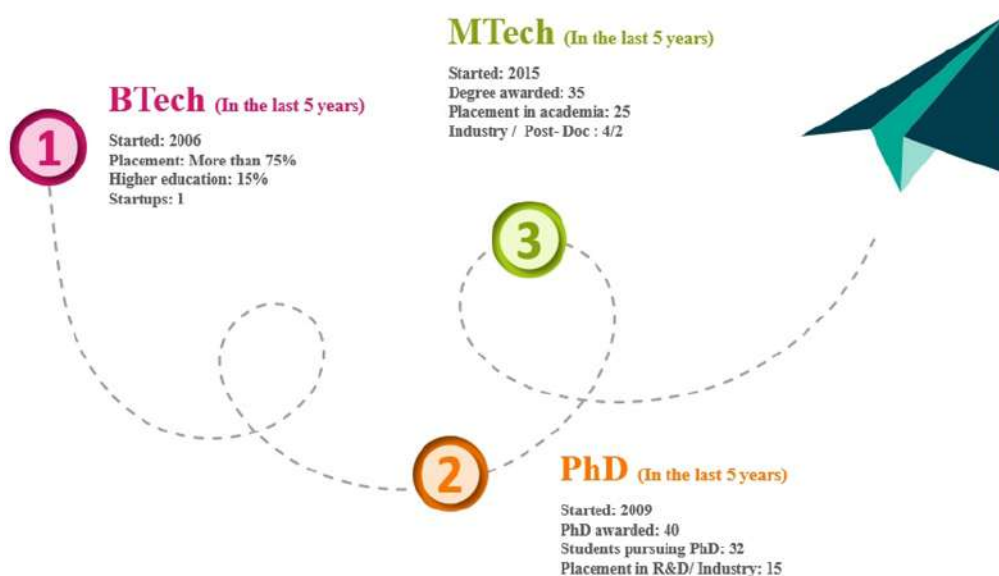 MTech (In the last 5 years)
Started: 2015
Degree awarded: 35
Placement in academia: 25
Industry / Post- Doc : 4/2
1
BTech (In the last 5 years)
Started: 2006
Placement: More than 75%
Higher education: 15%
Startups: 1
3
2
PhD (In the last 5 years)
Started: 2009
PhD awarded: 40
Students pursuing PhD: 32
Placement in R&D/ Industry: 15